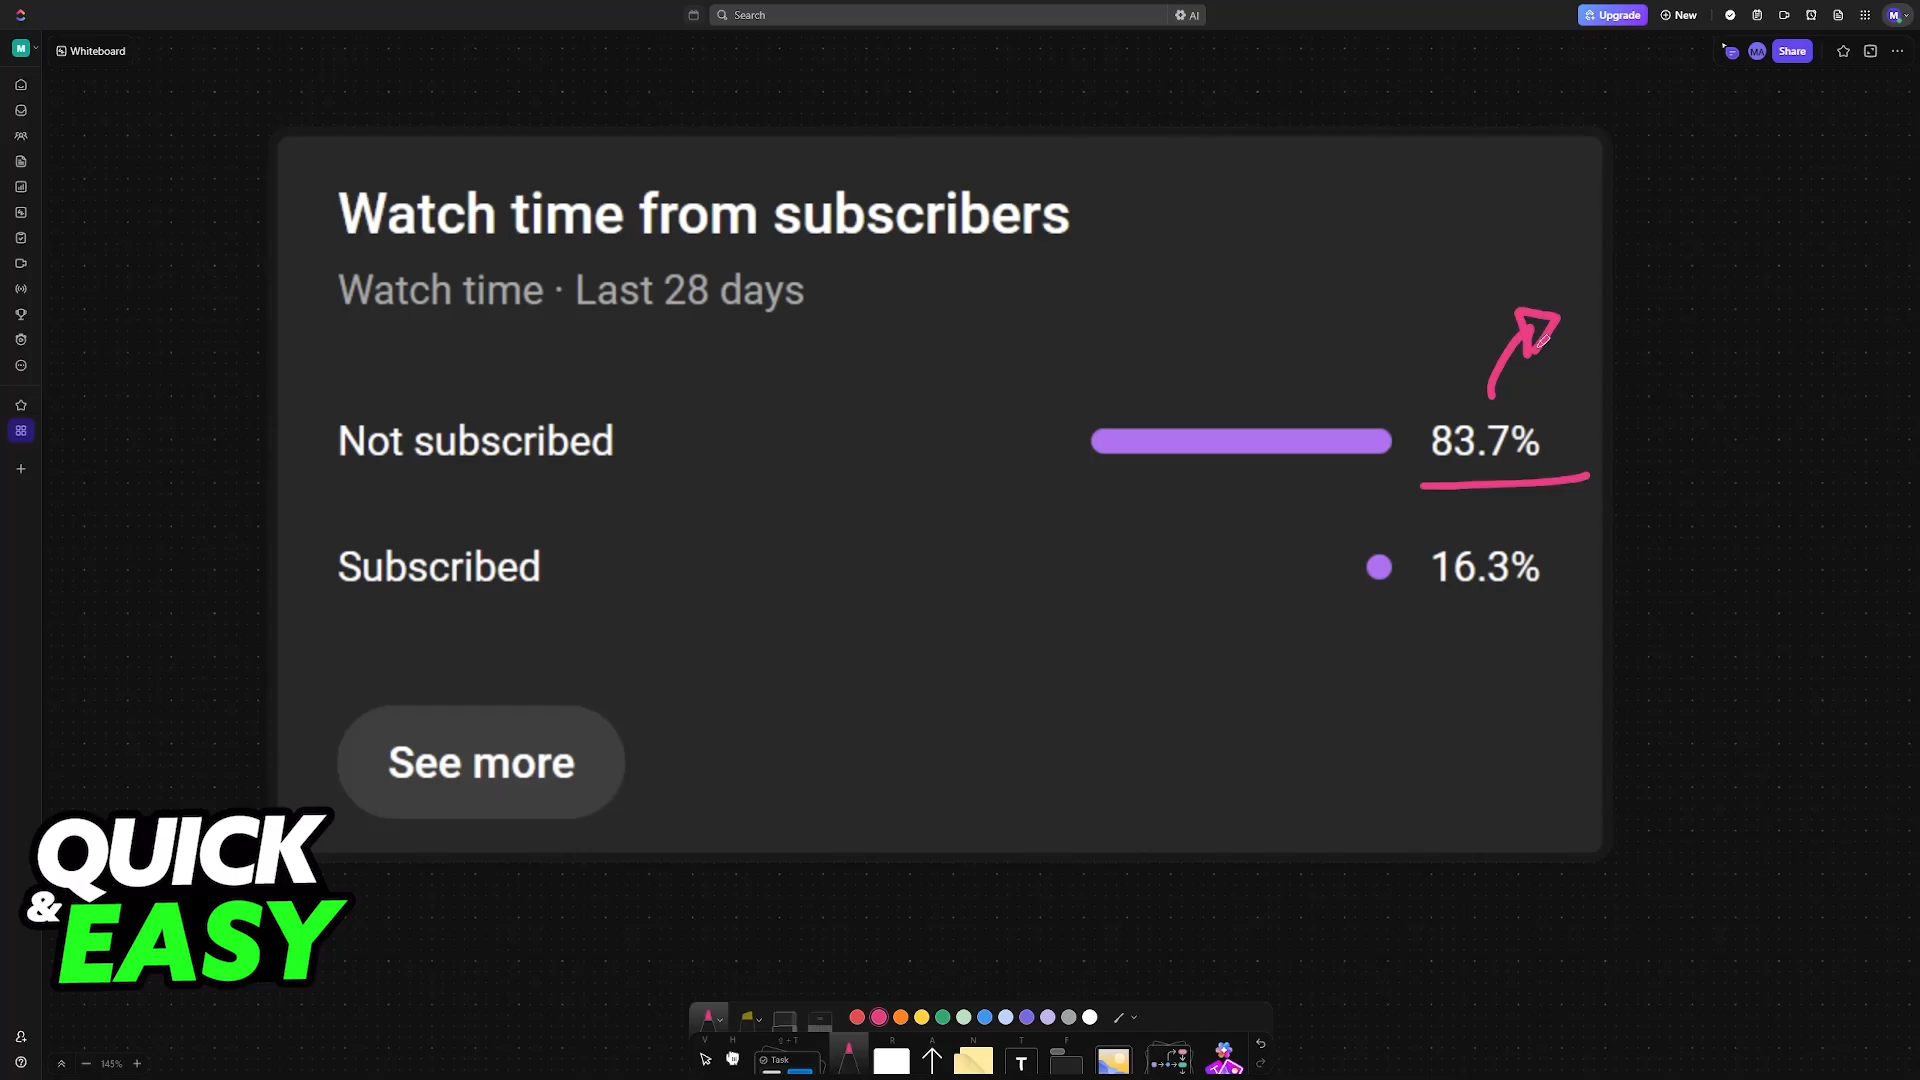 Search
AI
Upgrade
New
M
M
Whiteboard
MA
Share
Watch time from subscribers
Watch time · Last 28 days
Not subscribed
83.7%
Subscribed
16.3%
See more
QUICK
& EASY
V
H
⇧ + T
R
A
N
T
F
Task
T
145%